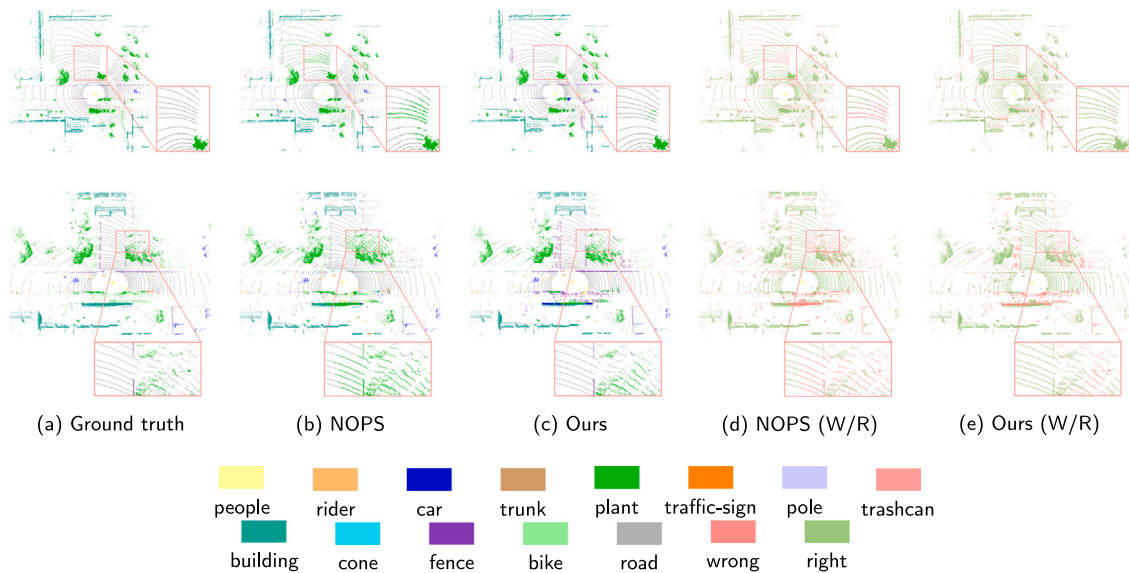 (a) Ground truth (b) NOPS (c) Ours (d) NOPS (W/R) (e) Ours (W/R)
people rider car trunk plant traffic-sign pole trashcan
building cone fence bike road wrong right